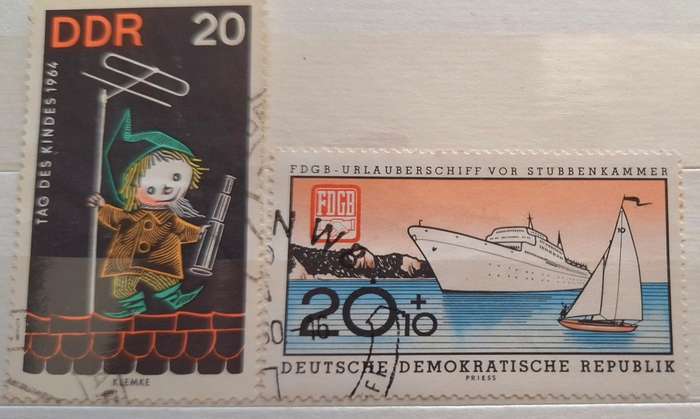 DDR 20
TAG DES KINDES 1964
KLEMKE
FDGB-URLAUBERSCHIFF VOR STUBBENKAMMER
FDGB
20+10
DEUTSCHE DEMOKRATISCHE REPUBLIK
PRIESS